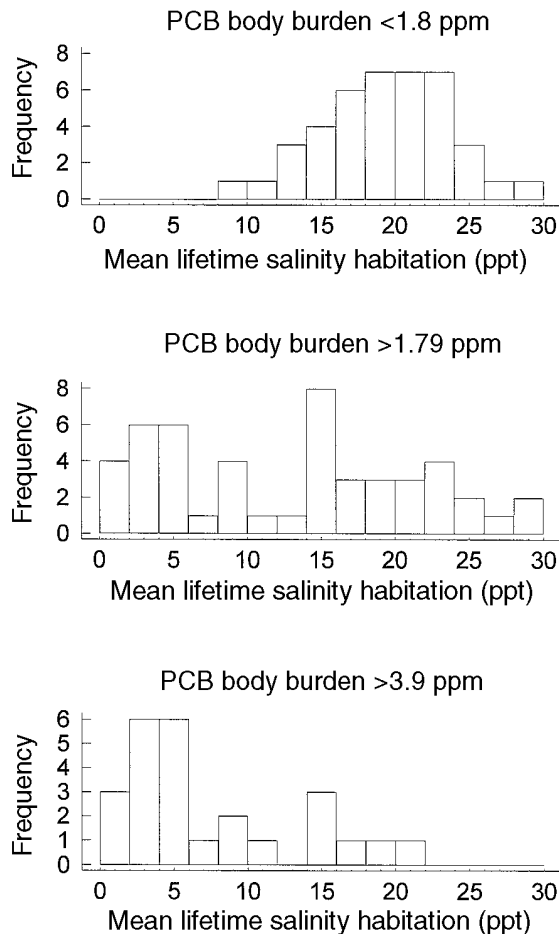 PCB body burden <1.8 ppm
Frequency
8
6
4
2
0
0 5 10 15 20 25 30
Mean lifetime salinity habitation (ppt)
PCB body burden >1.79 ppm
Frequency
8
6
4
2
0
0 5 10 15 20 25 30
Mean lifetime salinity habitation (ppt)
PCB body burden >3.9 ppm
Frequency
6
5
4
3
2
1
0
0 5 10 15 20 25 30
Mean lifetime salinity habitation (ppt)